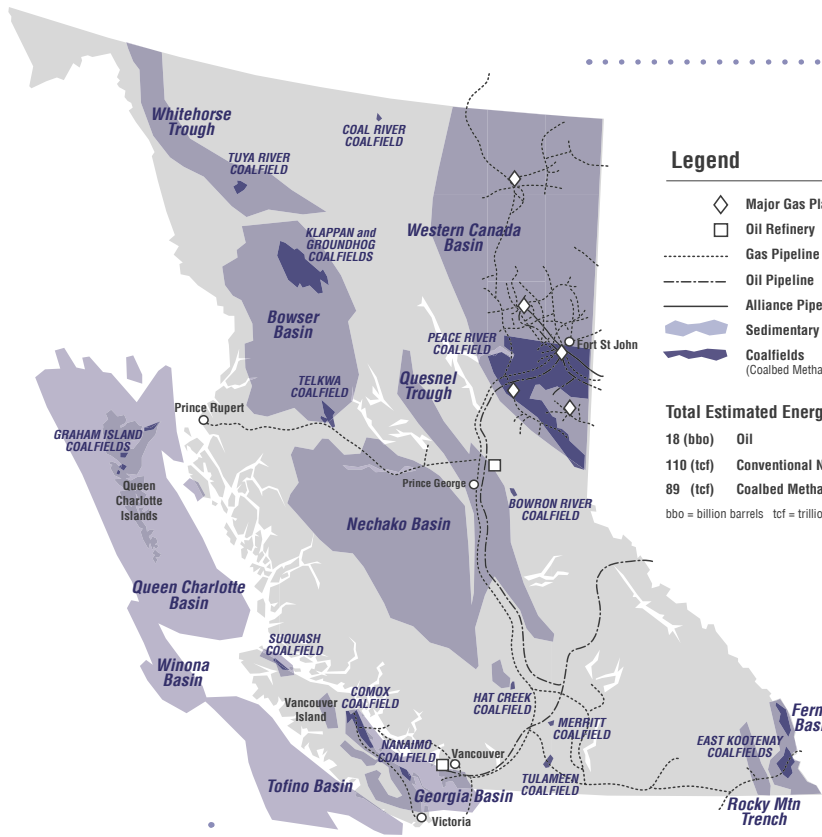 Whitehorse
Trough
COAL RIVER
COALFIELD
TUYA RIVER
COALFIELD
KLAPPAN and
GROUNDHOG
COALFIELDS
Western Canada
Basin
Bowser
Basin
PEACE RIVER
COALFIELD
Fort St John
Quesnel
Trough
TELKWA
COALFIELD
Prince Rupert
GRAHAM ISLAND
COALFIELDS
Queen
Charlotte
Islands
Prince George
BOWRON RIVER
COALFIELD
Nechako Basin
Queen Charlotte
Basin
SUQUASH
COALFIELD
Winona
Basin
COMOX
COALFIELD
Vancouver
Island
HAT CREEK
COALFIELD
MERRITT
COALFIELD
NANAIMO
COALFIELD
Vancouver
TULAMEEN
COALFIELD
EAST KOOTENAY
COALFIELDS
Fern
Basi
Tofino Basin
Georgia Basin
Rocky Mtn
Trench
Victoria
Legend
Major Gas Pla
Oil Refinery
Gas Pipeline
Oil Pipeline
Alliance Pipe
Sedimentary
Coalfields
(Coalbed Metha
Total Estimated Energ
18 (bbo) Oil
110 (tcf) Conventional N
89 (tcf) Coalbed Metha
bbo = billion barrels tcf = trillio